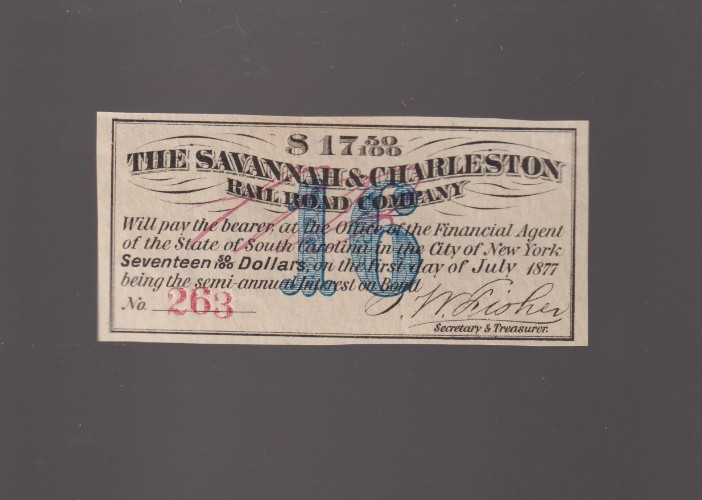 $ 17 50/100
THE SAVANNAH & CHARLESTON
RAIL ROAD COMPANY
16
Will pay the bearer, at the Office of the Financial Agent
of the State of South Carolina in the City of New York
Seventeen 50/100 Dollars, on the first day of July 1877
being the semi-annual Interest on Bond
No. 263
S. W. Fisher
Secretary & Treasurer.